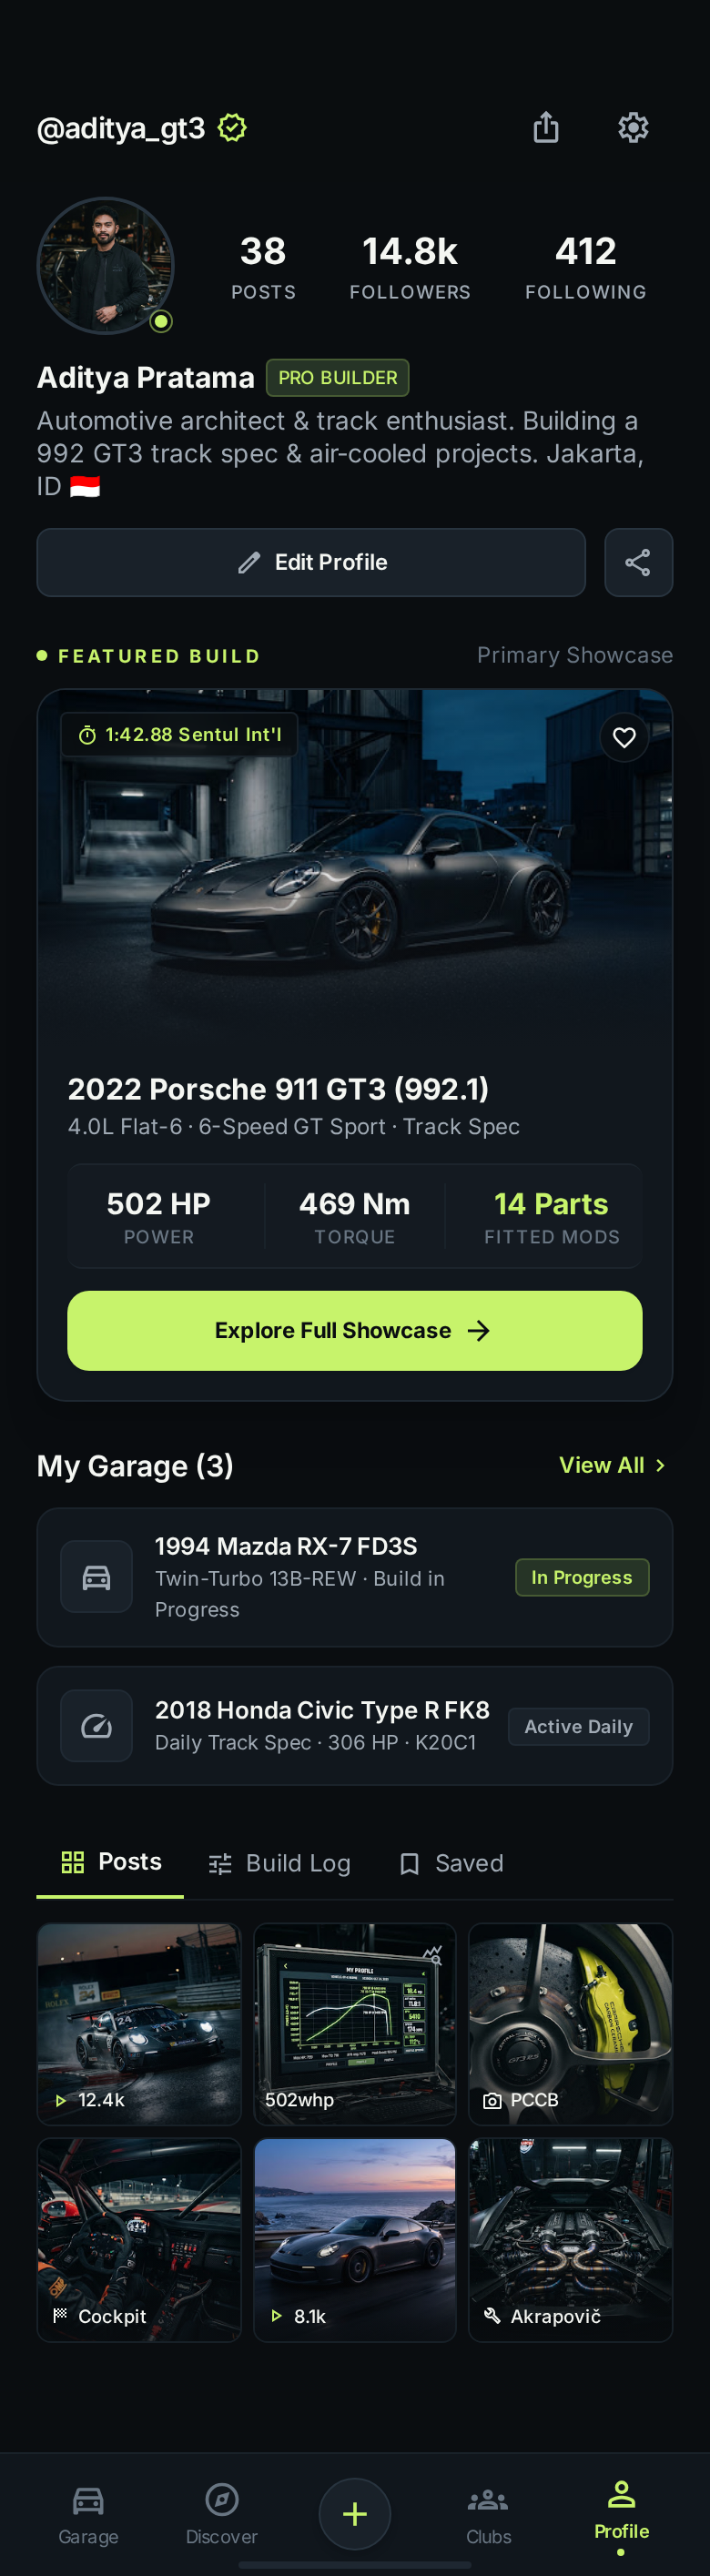 @aditya_gt3
38
14.8k
412
POSTS
FOLLOWERS
FOLLOWING
Aditya Pratama
PRO BUILDER
Automotive architect & track enthusiast. Building a
992 GT3 track spec & air-cooled projects. Jakarta,
ID 🇮🇩
Edit Profile
FEATURED BUILD
Primary Showcase
1:42.88 Sentul Int'l
2022 Porsche 911 GT3 (992.1)
4.0L Flat-6 · 6-Speed GT Sport · Track Spec
502 HP
469 Nm
14 Parts
POWER
TORQUE
FITTED MODS
Explore Full Showcase
My Garage (3)
View All
1994 Mazda RX-7 FD3S
Twin-Turbo 13B-REW · Build in
Progress
In Progress
2018 Honda Civic Type R FK8
Daily Track Spec · 306 HP · K20C1
Active Daily
Posts
Build Log
Saved
ROLEX
24
12.4k
MY PROFILE
502whp
GT3 RS
PCCB
Cockpit
8.1k
Akrapovič
Garage
Discover
Clubs
Profile